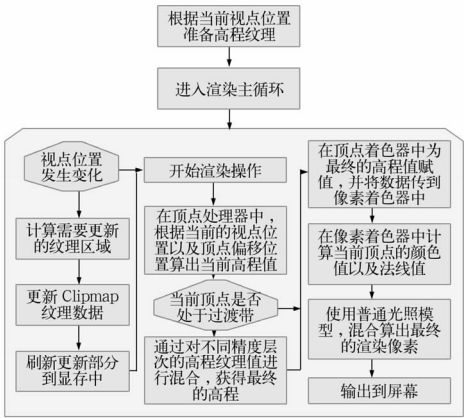 根据当前视点位置
准备高程纹理
进入渲染主循环
视点位置
发生变化
计算需要更新
的纹理区域
更新 Clipmap
纹理数据
刷新更新部分
到显存中
开始渲染操作
在顶点处理器中，
根据当前的视点位
置以及顶点偏移位
置算出当前高程值
当前顶点是否
处于过渡带
通过对不同精度层
次的高程纹理值进
行混合，获得最终
的高程
在顶点着色器中为
最终的高程值赋
值，并将数据传到
像素着色器中
在像素着色器中计
算当前顶点的颜色
值以及法线值
使用普通光照模
型，混合算出最终
的渲染像素
输出到屏幕